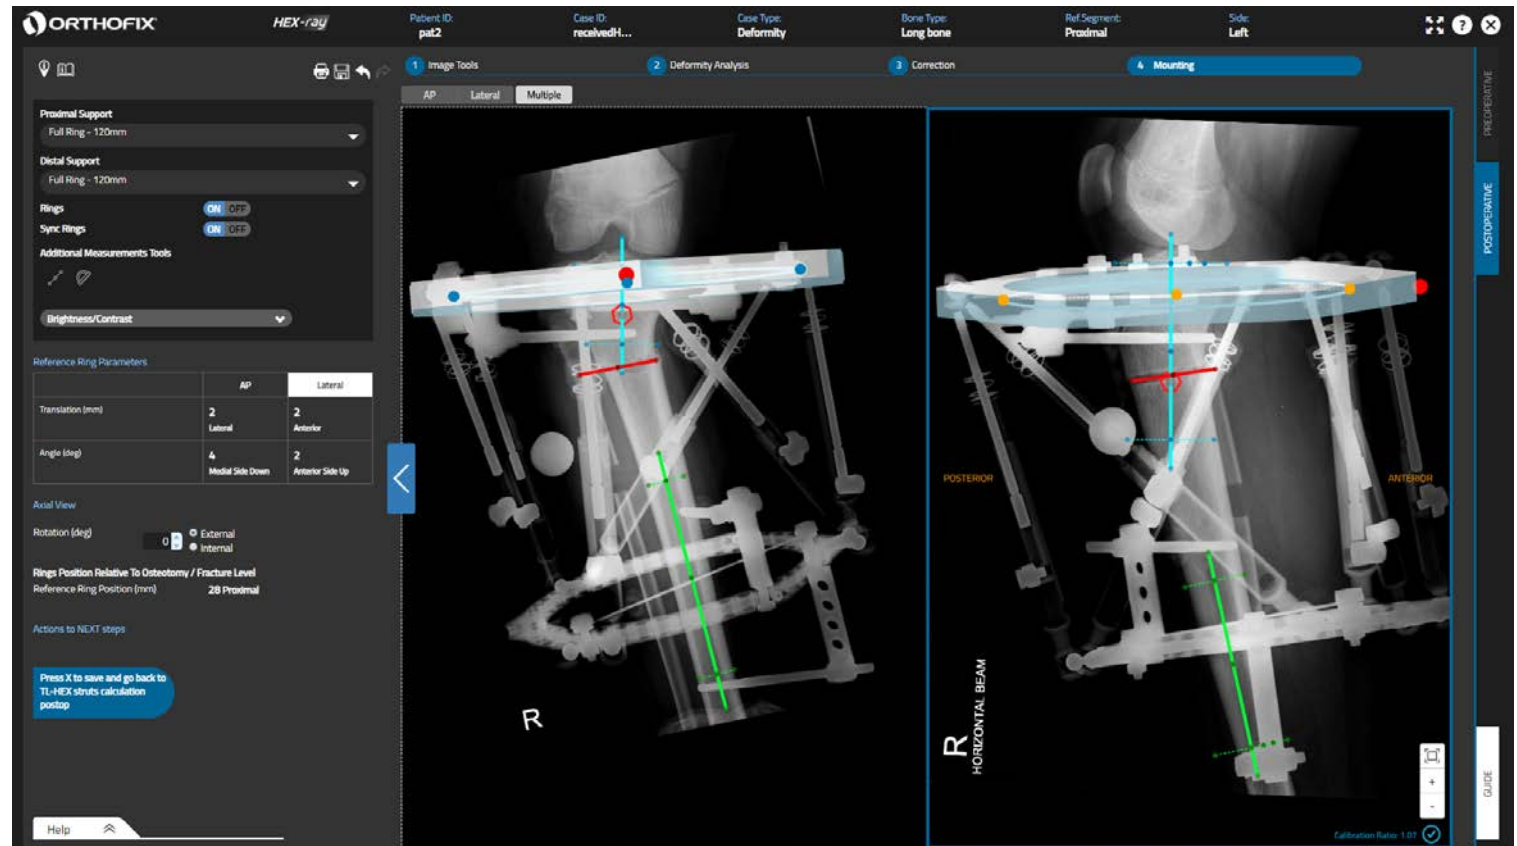 ORTHOFIX
HEX-ray
Patient ID:
pat2
Case ID:
receivedH...
Case Type:
Deformity
Bone Type:
Long bone
Ref.Segment:
Proximal
Side:
Left
1 Image Tools
2 Deformity Analysis
3 Correction
4 Mounting
AP
Lateral
Multiple
Proximal Support
Full Ring - 120mm
Distal Support
Full Ring - 120mm
Rings
ON OFF
Sync Rings
ON OFF
Additional Measurements Tools
Brightness/Contrast
Reference Ring Parameters
AP Lateral
Translation (mm)
2 2
Lateral Anterior
Angle (deg)
4 2
Medial Side Down Anterior Side Up
Axial View
Rotation (deg)
0
External
Internal
Rings Position Relative To Osteotomy / Fracture Level
Reference Ring Position (mm) 28 Proximal
Actions to NEXT steps
Press X to save and go back to
TL-HEX struts calculation
postop
Help
R
POSTERIOR
ANTERIOR
R
HORIZONTAL BEAM
+
-
Calibration Ratio: 1.07
PREOPERATIVE
POSTOPERATIVE
GUIDE